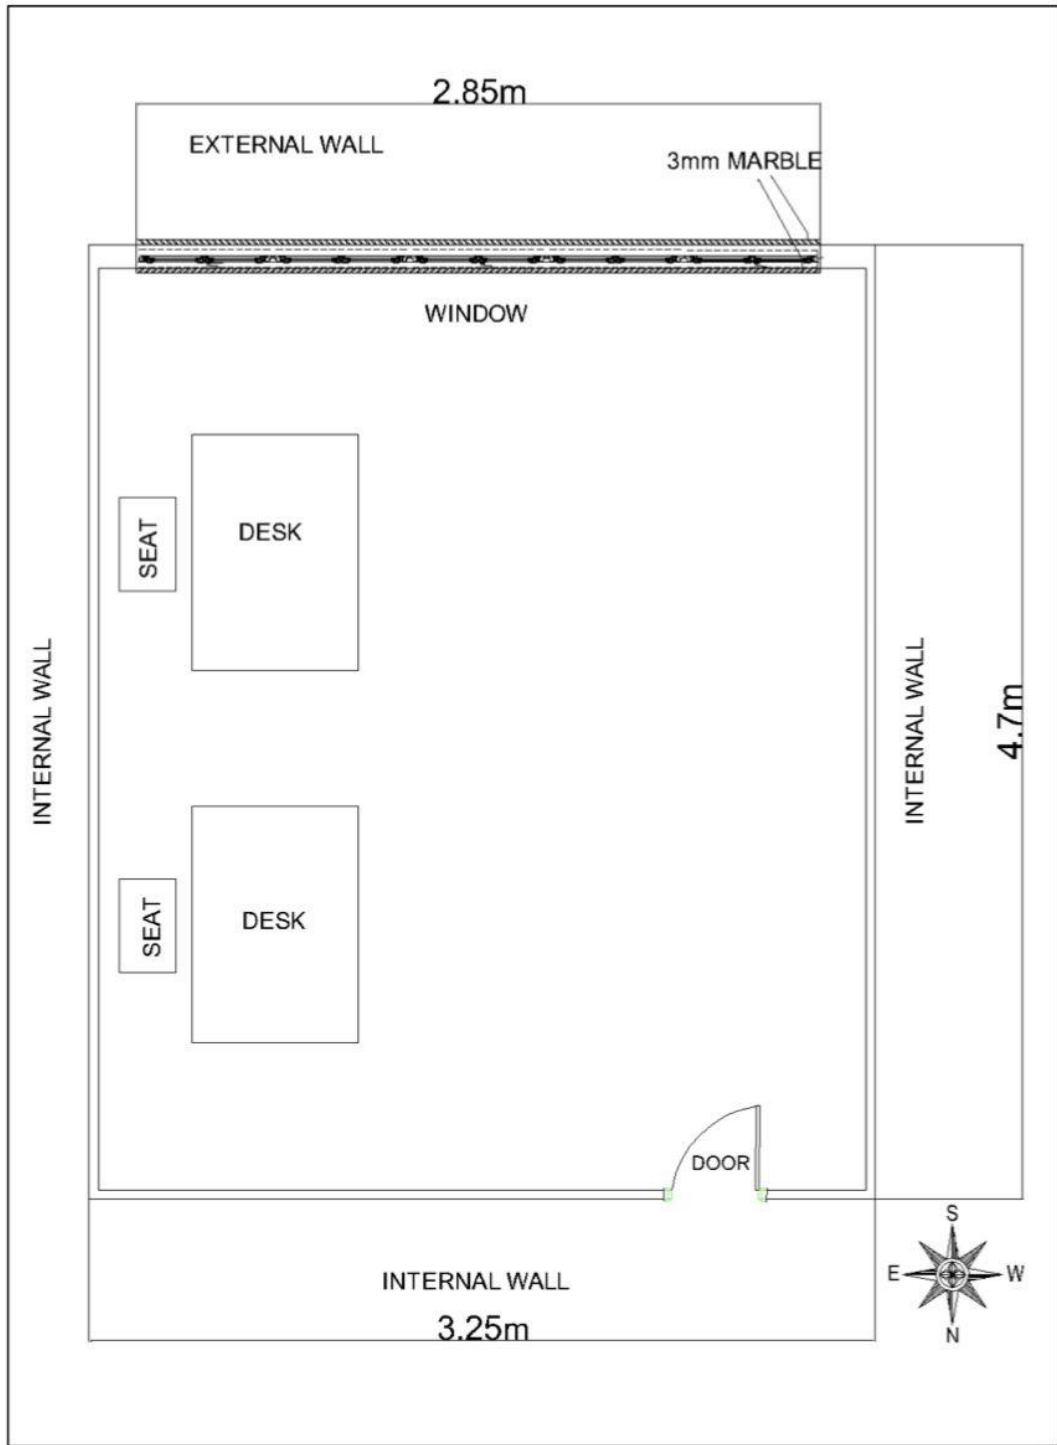 2.85m
EXTERNAL WALL
3mm MARBLE
WINDOW
SEAT
DESK
INTERNAL WALL
INTERNAL WALL
4.7m
SEAT
DESK
DOOR
S
E
W
N
INTERNAL WALL
3.25m